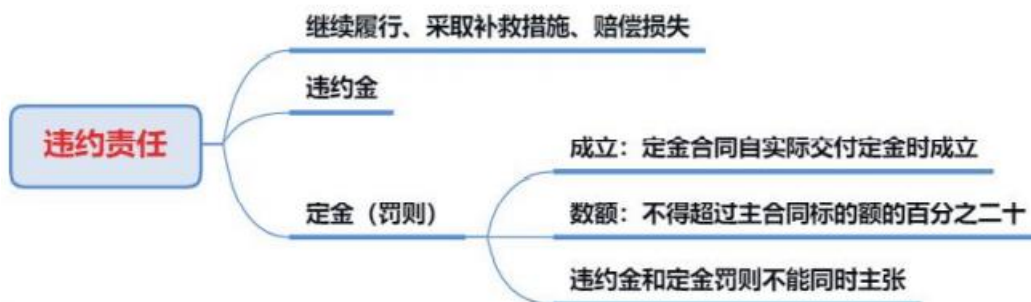 违约责任
继续履行、采取补救措施、赔偿损失
违约金
定金（罚则）
成立：定金合同自实际交付定金时成立
数额：不得超过主合同标的额的百分之二十
违约金和定金罚则不能同时主张